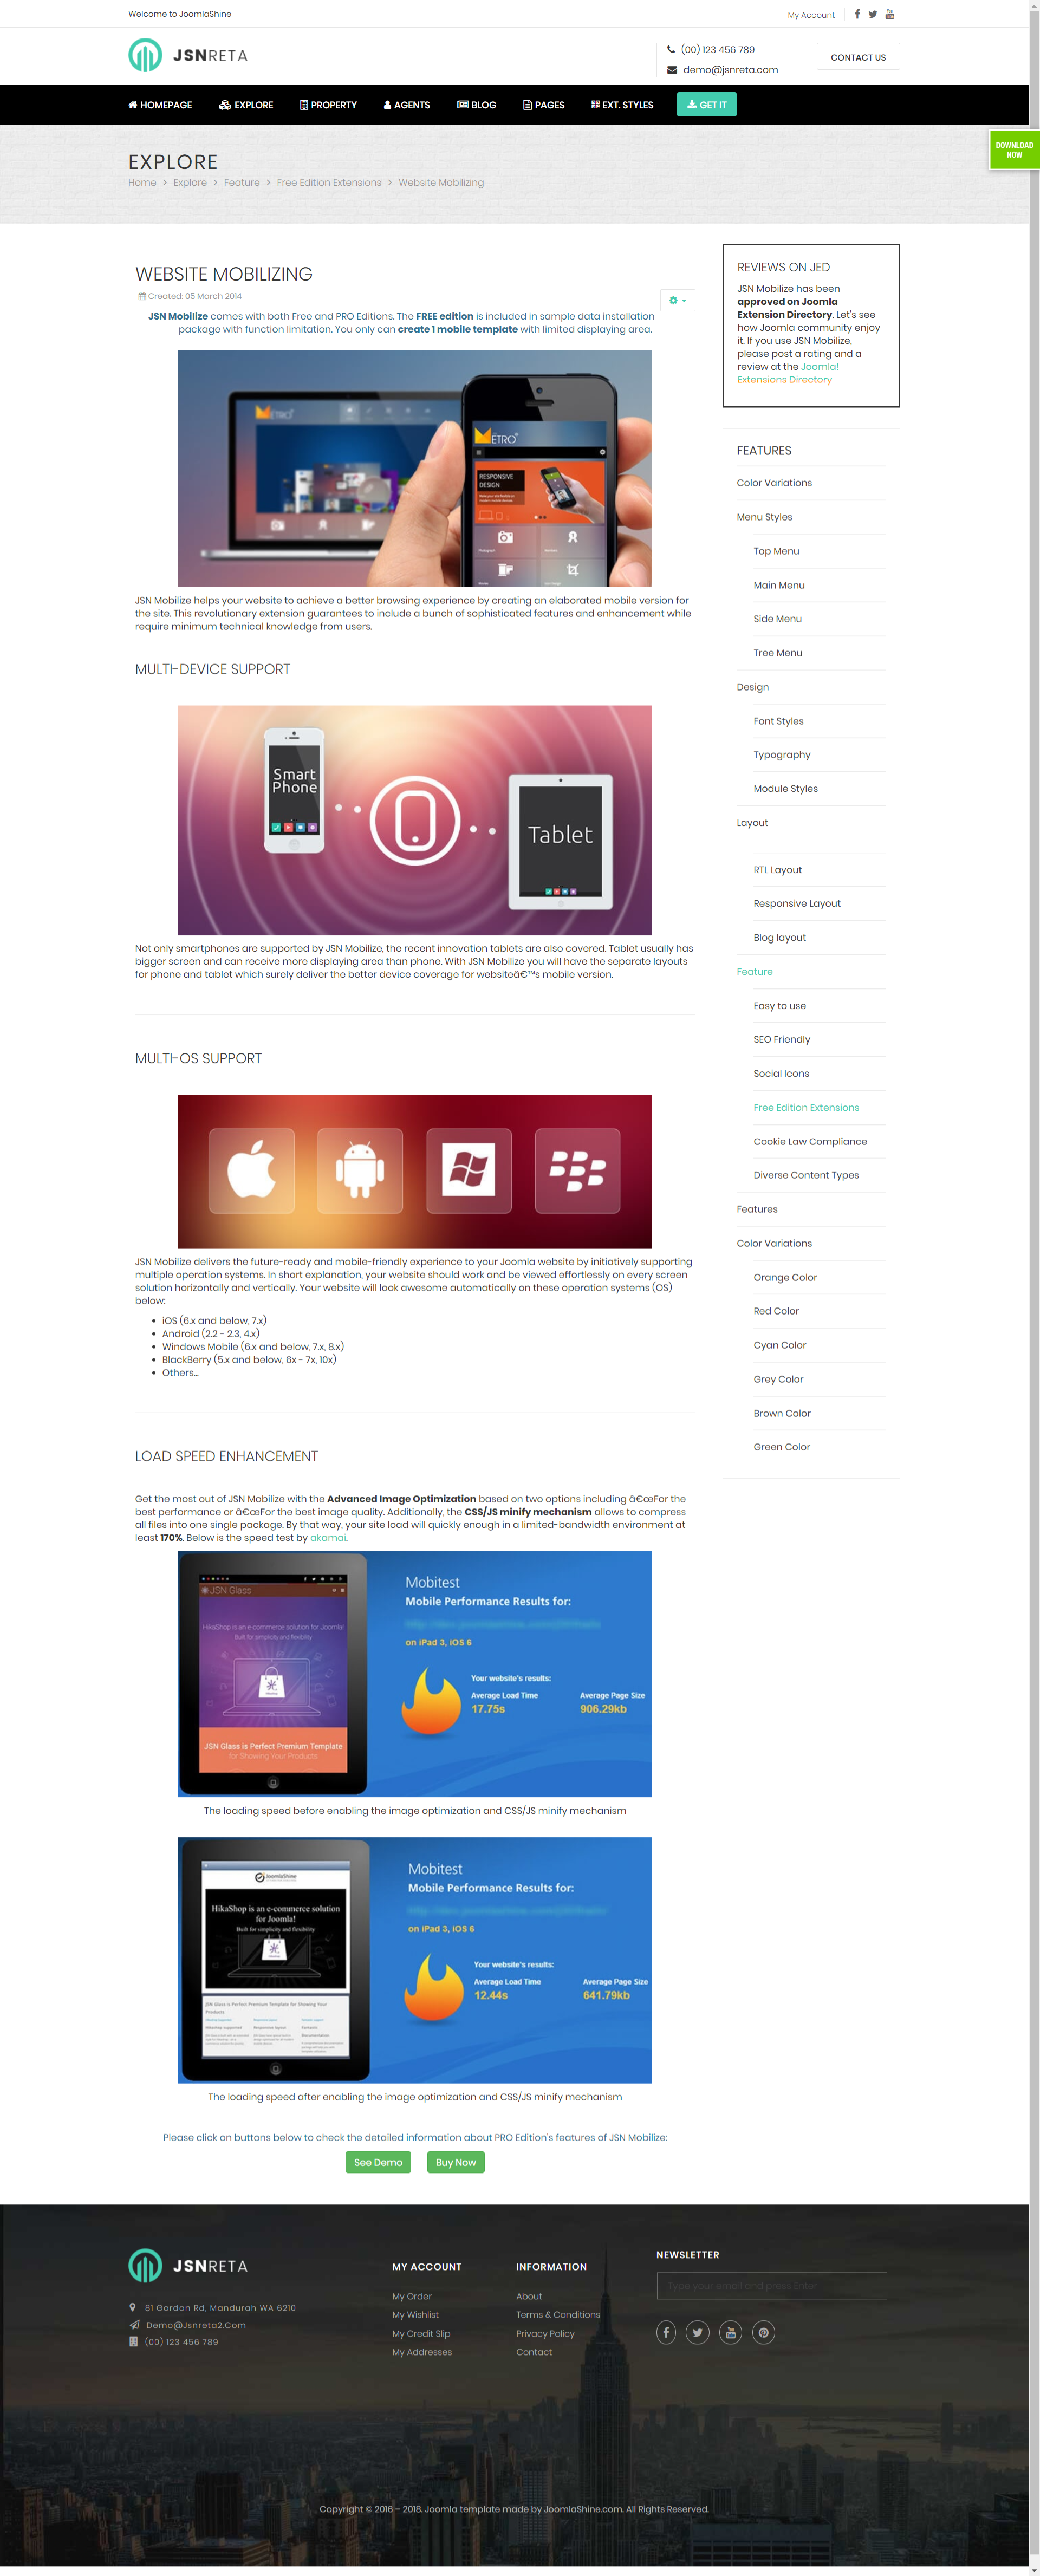 Welcome to JoomlaShine
My Account
JSNRETA
(00) 123 456 789
demo@jsnreta.com
CONTACT US
HOMEPAGE
EXPLORE
PROPERTY
AGENTS
BLOG
PAGES
EXT. STYLES
GET IT
DOWNLOAD
NOW
EXPLORE
Home > Explore > Feature > Free Edition Extensions > Website Mobilizing
WEBSITE MOBILIZING
Created: 05 March 2014
JSN Mobilize comes with both Free and PRO Editions. The FREE edition is included in sample data installation
package with function limitation. You only can create 1 mobile template with limited displaying area.
METRO
RESPONSIVE
DESIGN
JSN Mobilize helps your website to achieve a better browsing experience by creating an elaborated mobile version for
the site. This revolutionary extension guarantees to include a bunch of sophisticated features and enhancement while
require minimum technical knowledge from users.
MULTI-DEVICE SUPPORT
Smart
Phone
Tablet
Not only smartphones are supported by JSN Mobilize, the recent innovation tablets are also covered. Tablet usually has
bigger screen and can receive more displaying area than phone. With JSN Mobilize you will have the separate layouts
for phone and tablet which surely deliver the better device coverage for websiteâ€™s mobile version.
MULTI-OS SUPPORT
JSN Mobilize delivers the future-ready and mobile-friendly experience to your Joomla website by initiatively supporting
multiple operation systems. In short explanation, your website should work and be viewed effortlessly on every screen
solution horizontally and vertically. Your website will look awesome automatically on these operation systems (OS)
below:
• iOS (6.x and below, 7.x)
• Android (2.2 - 2.3, 4.x)
• Windows Mobile (6.x and below, 7.x, 8.x)
• BlackBerry (5.x and below, 6x - 7x, 10x)
• Others...
LOAD SPEED ENHANCEMENT
Get the most out of JSN Mobilize with the Advanced Image Optimization based on two options including â€œFor the
best performance or â€œFor the best image quality. Additionally, the CSS/JS minify mechanism allows to compress
all files into one single package. By that way, your site load will quickly enough in a limited-bandwidth environment at
least 170%. Below is the speed test by akamai.
JSN Glass
HikaShop is an e-commerce solution for Joomla!
Built for simplicity and flexibility
JSN Glass is Perfect Premium Template
for Showing Your Products
Mobitest
Mobile Performance Results for:
on iPad 3, iOS 6
Your website's results:
Average Load Time
Average Page Size
17.75s
906.29kb
The loading speed before enabling the image optimization and CSS/JS minify mechanism
JoomlaShine
HikaShop is an e-commerce solution
for Joomla!
Built for simplicity and flexibility
JSN Glass is Perfect Premium Template for Showing Your
Products
Mobitest
Mobile Performance Results for:
on iPad 3, iOS 6
Your website's results:
Average Load Time
Average Page Size
12.44s
641.79kb
The loading speed after enabling the image optimization and CSS/JS minify mechanism
Please click on buttons below to check the detailed information about PRO Edition's features of JSN Mobilize:
See Demo
Buy Now
REVIEWS ON JED
JSN Mobilize has been
approved on Joomla
Extension Directory. Let's see
how Joomla community enjoy
it. If you use JSN Mobilize,
please post a rating and a
review at the Joomla!
Extensions Directory
FEATURES
Color Variations
Menu Styles
Top Menu
Main Menu
Side Menu
Tree Menu
Design
Font Styles
Typography
Module Styles
Layout
RTL Layout
Responsive Layout
Blog layout
Feature
Easy to use
SEO Friendly
Social Icons
Free Edition Extensions
Cookie Law Compliance
Diverse Content Types
Features
Color Variations
Orange Color
Red Color
Cyan Color
Grey Color
Brown Color
Green Color
JSNRETA
81 Gordon Rd, Mandurah WA 6210
Demo@Jsnreta2.Com
(00) 123 456 789
MY ACCOUNT
My Order
My Wishlist
My Credit Slip
My Addresses
INFORMATION
About
Terms & Conditions
Privacy Policy
Contact
NEWSLETTER
Type your email and press Enter
Copyright © 2016 – 2018. Joomla template made by JoomlaShine.com. All Rights Reserved.